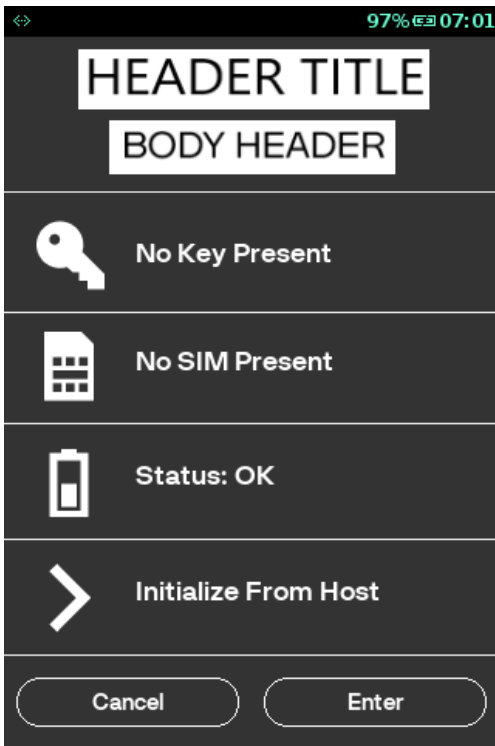 97% 07:01
HEADER TITLE
BODY HEADER
No Key Present
No SIM Present
Status: OK
Initialize From Host
Cancel
Enter